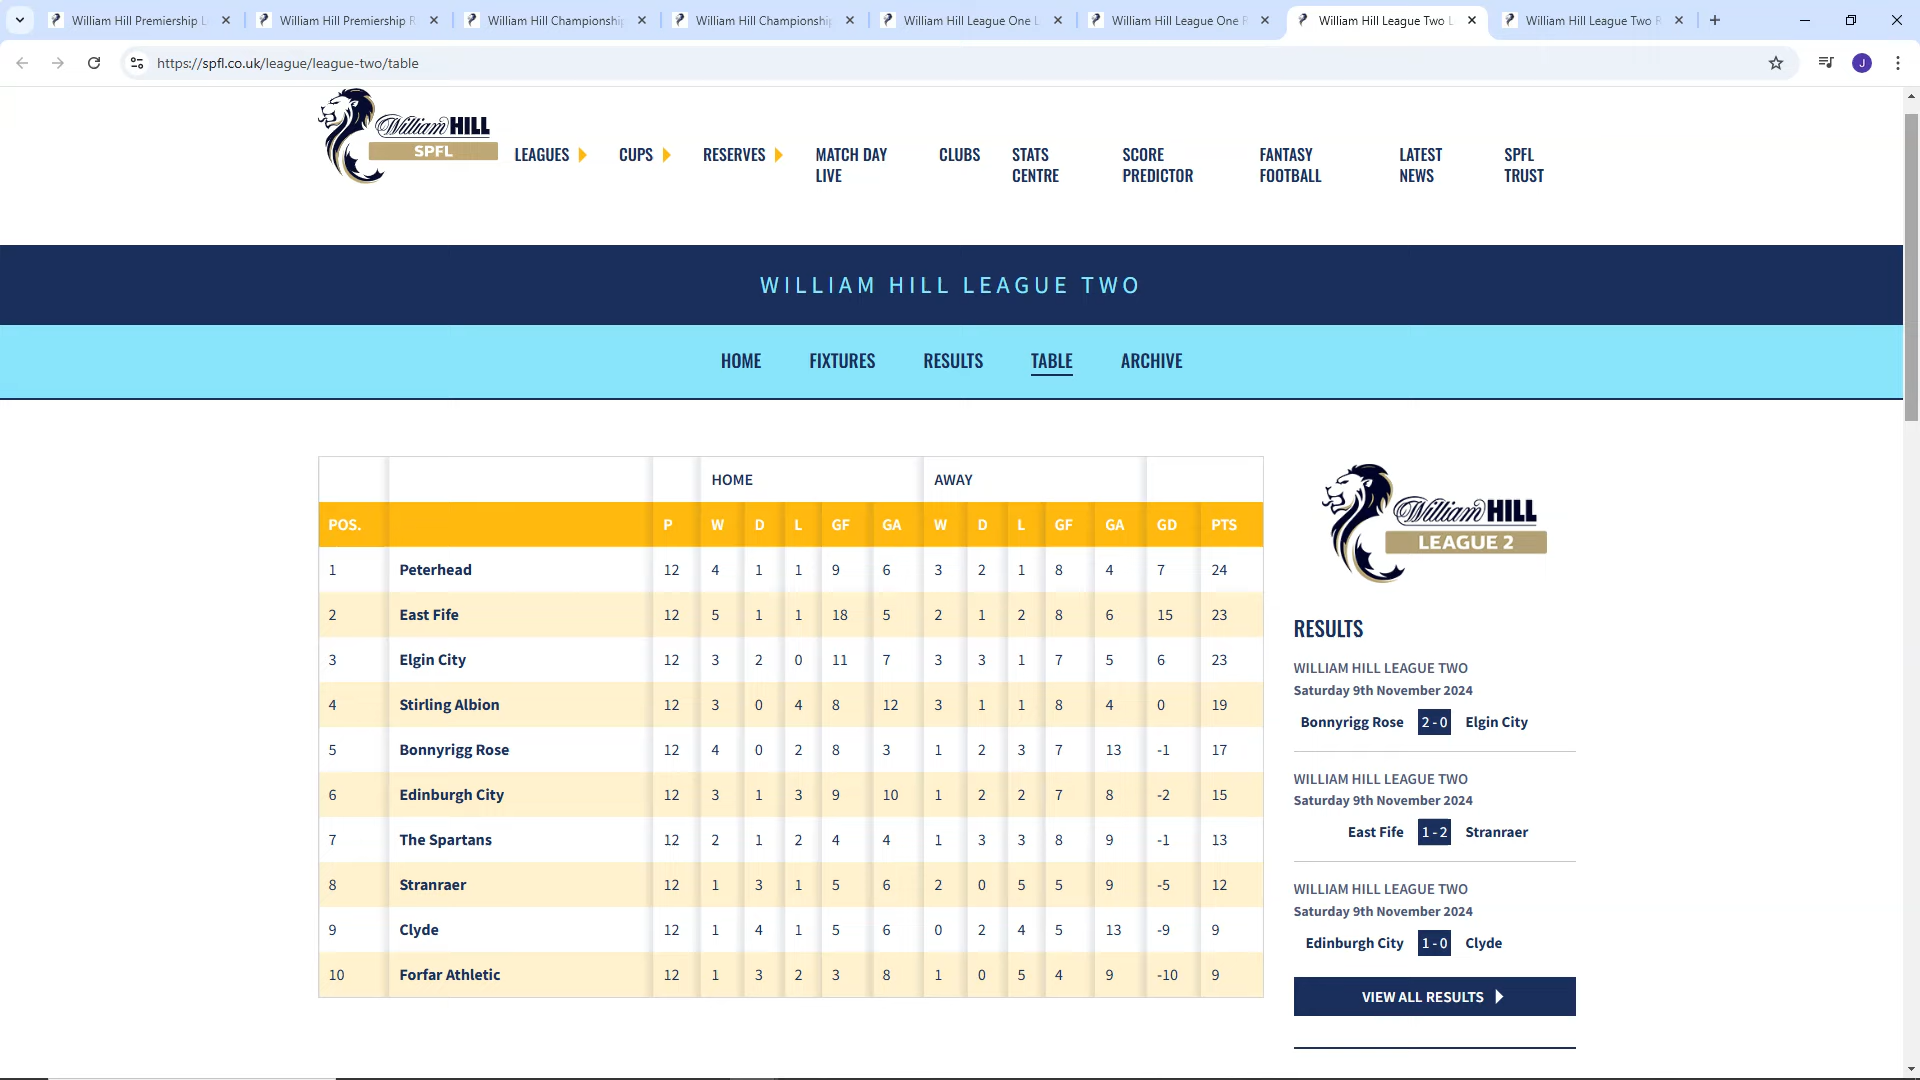 William Hill Premiership L
William Hill Premiership R
William Hill Championship
William Hill Championship
William Hill League One L
William Hill League One R
William Hill League Two L
William Hill League Two R
https://spfl.co.uk/league/league-two/table
J
William HILL
SPFL
LEAGUES
CUPS
RESERVES
MATCH DAY LIVE
CLUBS
STATS CENTRE
SCORE PREDICTOR
FANTASY FOOTBALL
LATEST NEWS
SPFL TRUST
WILLIAM HILL LEAGUE TWO
HOME FIXTURES RESULTS TABLE ARCHIVE
HOME AWAY
POS. P W D L GF GA W D L GF GA GD PTS
1 Peterhead 12 4 1 1 9 6 3 2 1 8 4 7 24
2 East Fife 12 5 1 1 18 5 2 1 2 8 6 15 23
3 Elgin City 12 3 2 0 11 7 3 3 1 7 5 6 23
4 Stirling Albion 12 3 0 4 8 12 3 1 1 8 4 0 19
5 Bonnyrigg Rose 12 4 0 2 8 3 1 2 3 7 13 -1 17
6 Edinburgh City 12 3 1 3 9 10 1 2 2 7 8 -2 15
7 The Spartans 12 2 1 2 4 4 1 3 3 8 9 -1 13
8 Stranraer 12 1 3 1 5 6 2 0 5 5 9 -5 12
9 Clyde 12 1 4 1 5 6 0 2 4 5 13 -9 9
10 Forfar Athletic 12 1 3 2 3 8 1 0 5 4 9 -10 9
William HILL
LEAGUE 2
RESULTS
WILLIAM HILL LEAGUE TWO
Saturday 9th November 2024
Bonnyrigg Rose 2 - 0 Elgin City
WILLIAM HILL LEAGUE TWO
Saturday 9th November 2024
East Fife 1 - 2 Stranraer
WILLIAM HILL LEAGUE TWO
Saturday 9th November 2024
Edinburgh City 1 - 0 Clyde
VIEW ALL RESULTS